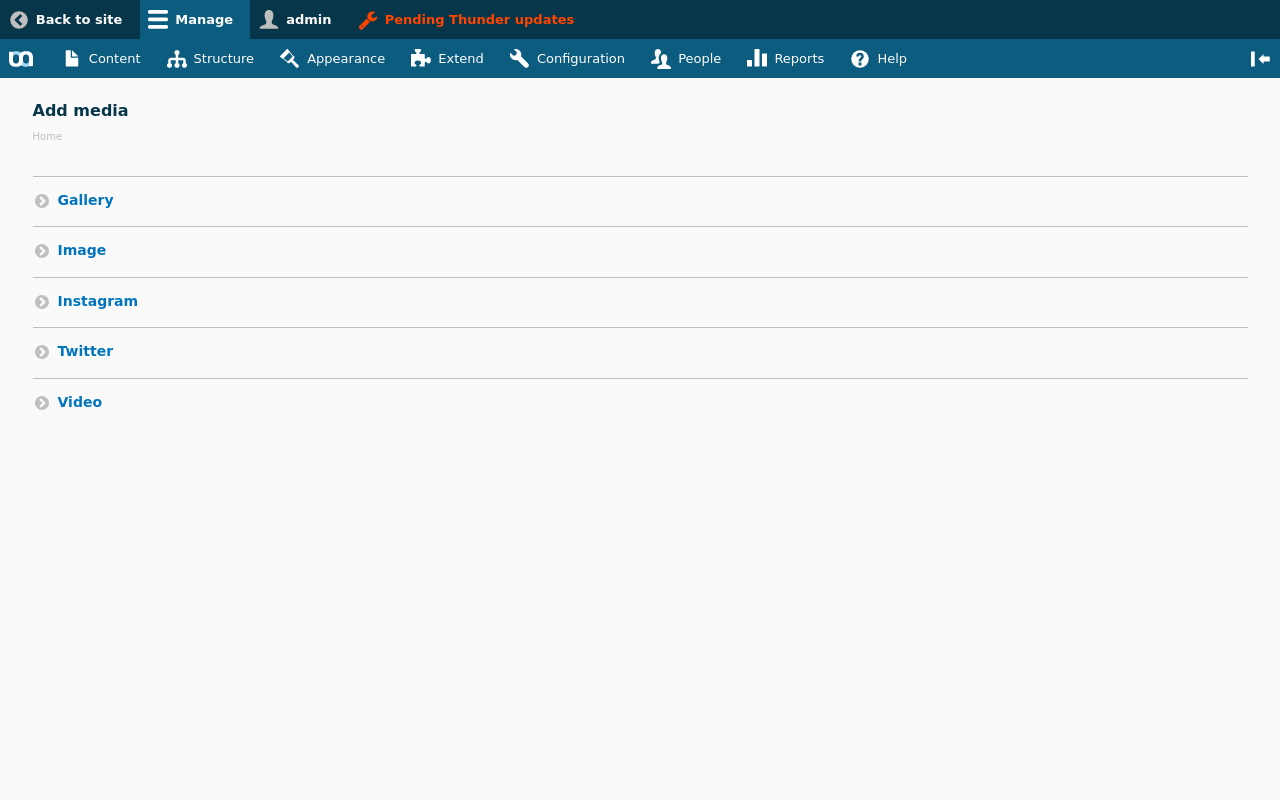 Back to site Manage admin Pending Thunder updates
Content Structure Appearance Extend Configuration People Reports Help
Add media
Home
Gallery
Image
Instagram
Twitter
Video